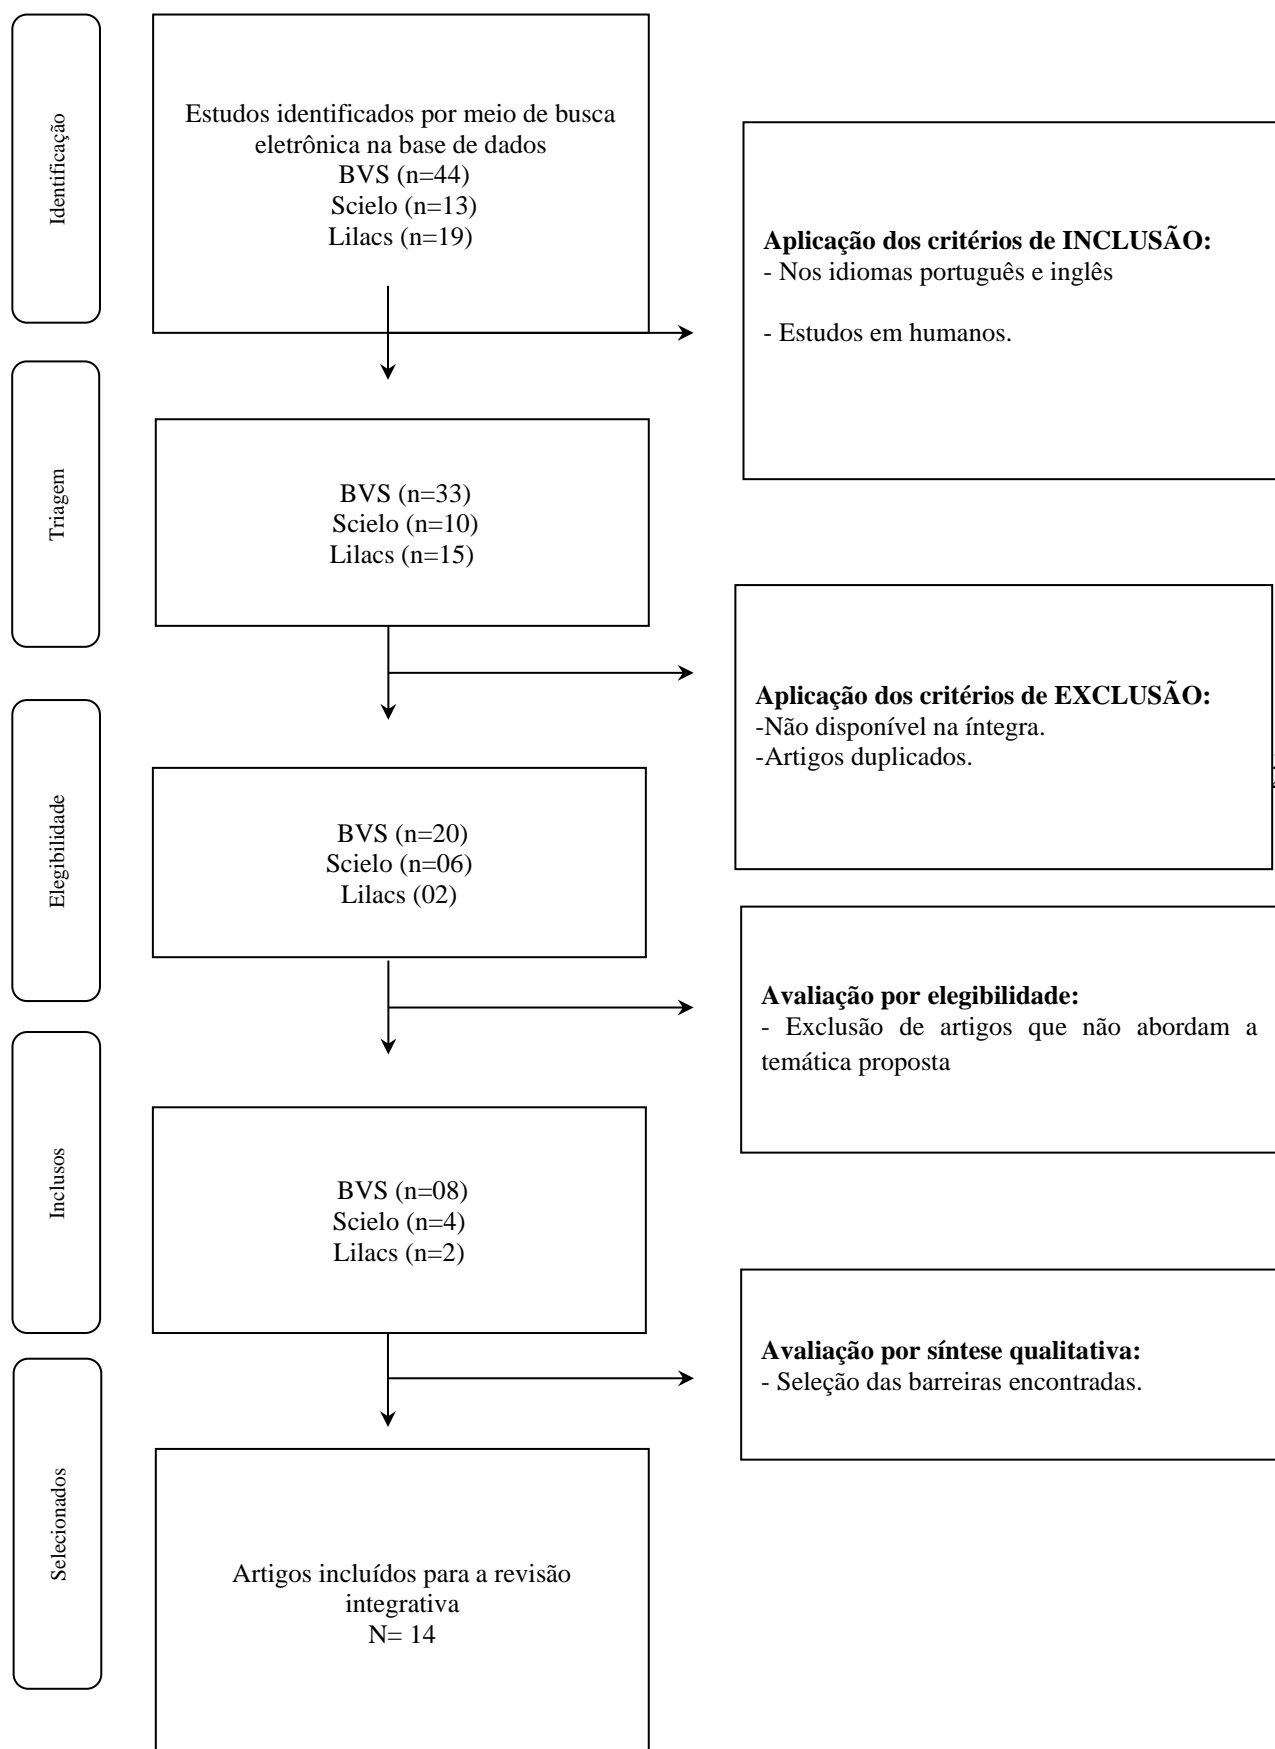 Identificação
Estudos identificados por meio de busca
eletrônica na base de dados
BVS (n=44)
Scielo (n=13)
Lilacs (n=19)
Aplicação dos critérios de INCLUSÃO:
- Nos idiomas português e inglês
- Estudos em humanos.
Triagem
BVS (n=33)
Scielo (n=10)
Lilacs (n=15)
Aplicação dos critérios de EXCLUSÃO:
-Não disponível na íntegra.
-Artigos duplicados.
Elegibilidade
BVS (n=20)
Scielo (n=06)
Lilacs (02)
Avaliação por elegibilidade:
- Exclusão de artigos que não abordam a
temática proposta
Inclusos
BVS (n=08)
Scielo (n=4)
Lilacs (n=2)
Avaliação por síntese qualitativa:
- Seleção das barreiras encontradas.
Selecionados
Artigos incluídos para a revisão
integrativa
N= 14